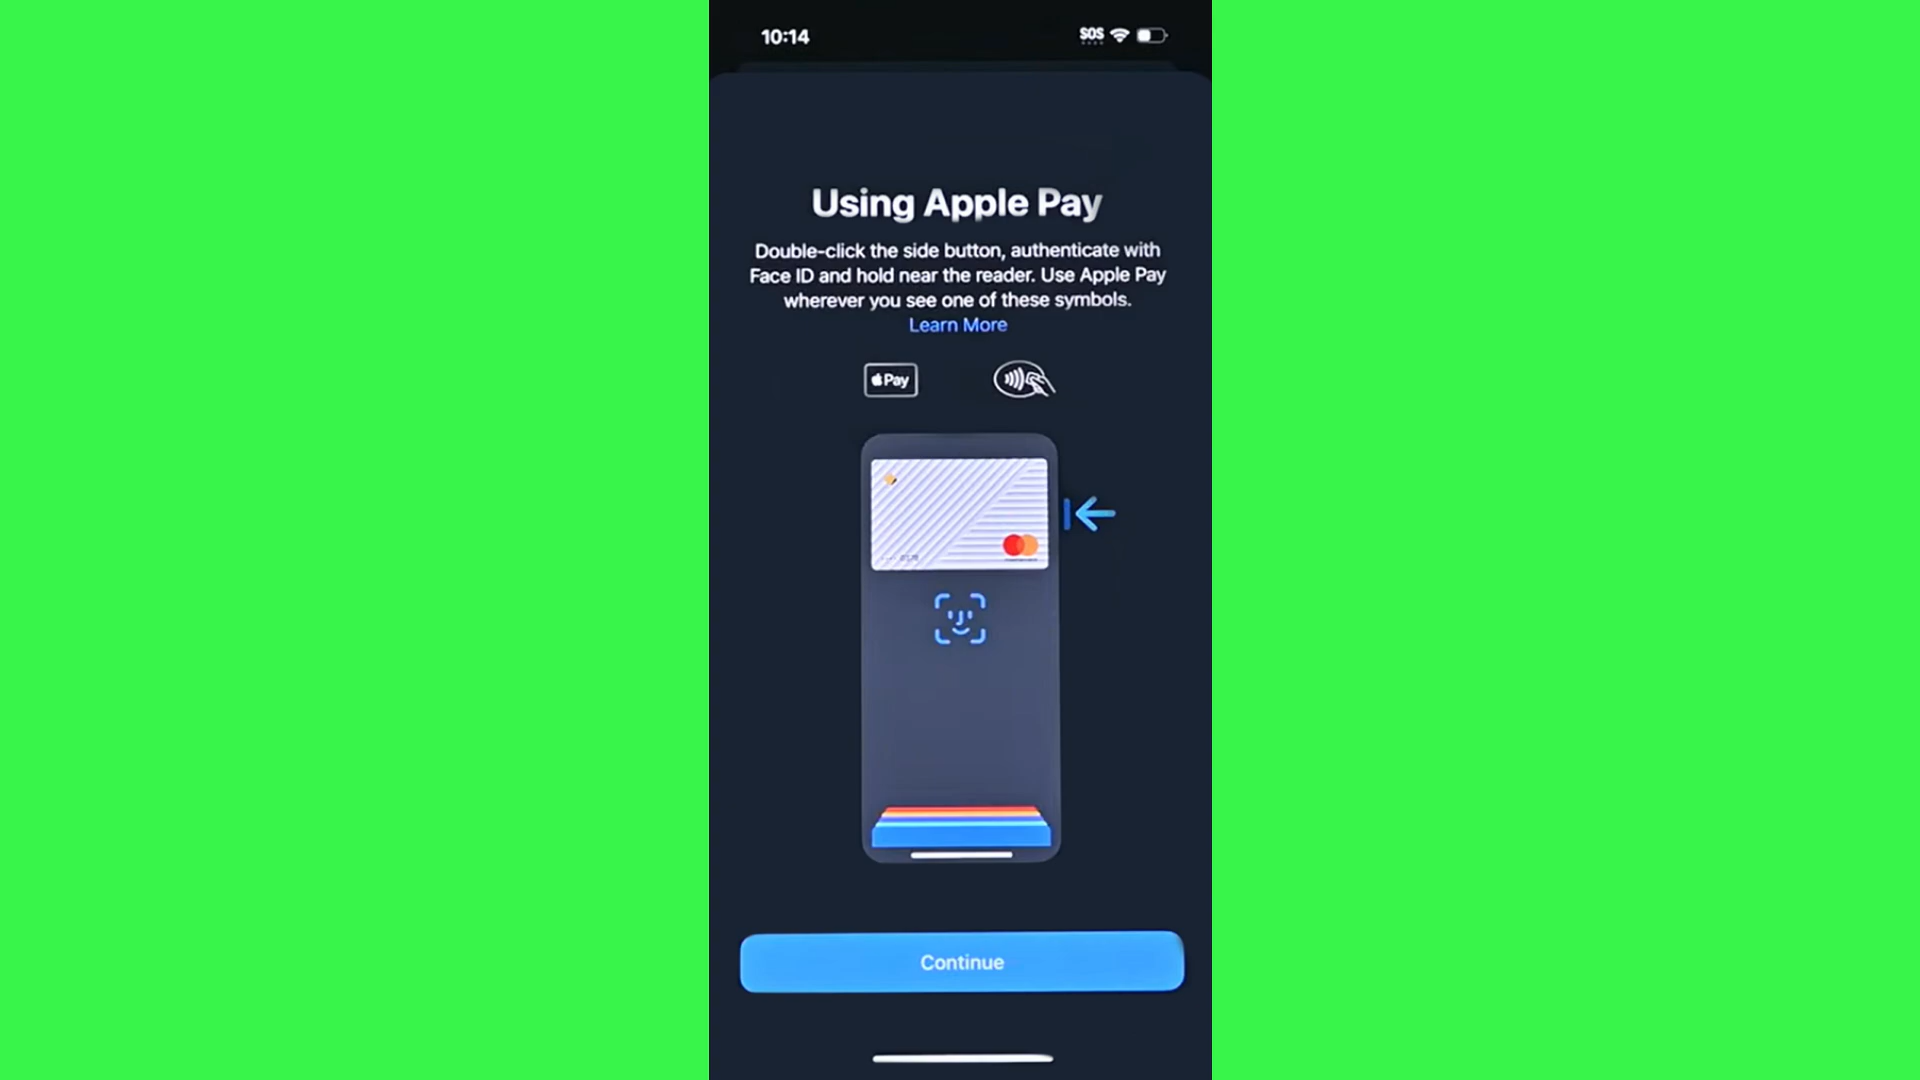 10:14
SOS
Using Apple Pay
Double-click the side button, authenticate with
Face ID and hold near the reader. Use Apple Pay
wherever you see one of these symbols.
Learn More
Pay
Continue